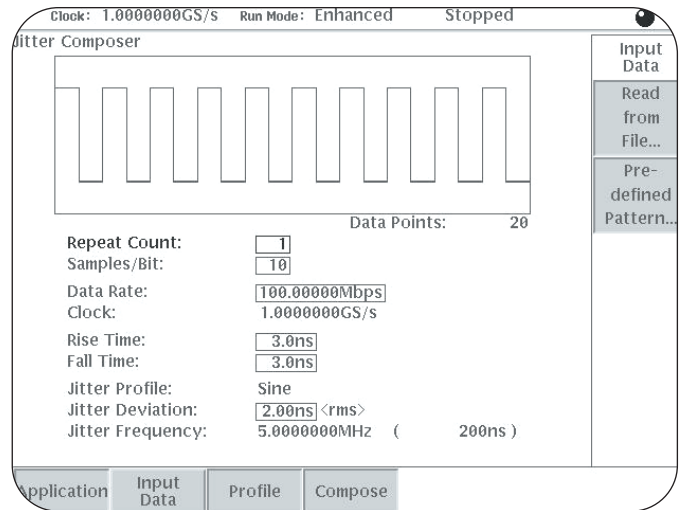 Clock: 1.0000000GS/s Run Mode: Enhanced Stopped
Jitter Composer
Data Points: 20
Repeat Count: 1
Samples/Bit: 10
Data Rate: 100.00000Mbps
Clock: 1.0000000GS/s
Rise Time: 3.0ns
Fall Time: 3.0ns
Jitter Profile: Sine
Jitter Deviation: 2.00ns <rms>
Jitter Frequency: 5.0000000MHz ( 200ns )
Input
Data
Read
from
File...
Pre-
defined
Pattern...
Application
Input
Data
Profile
Compose